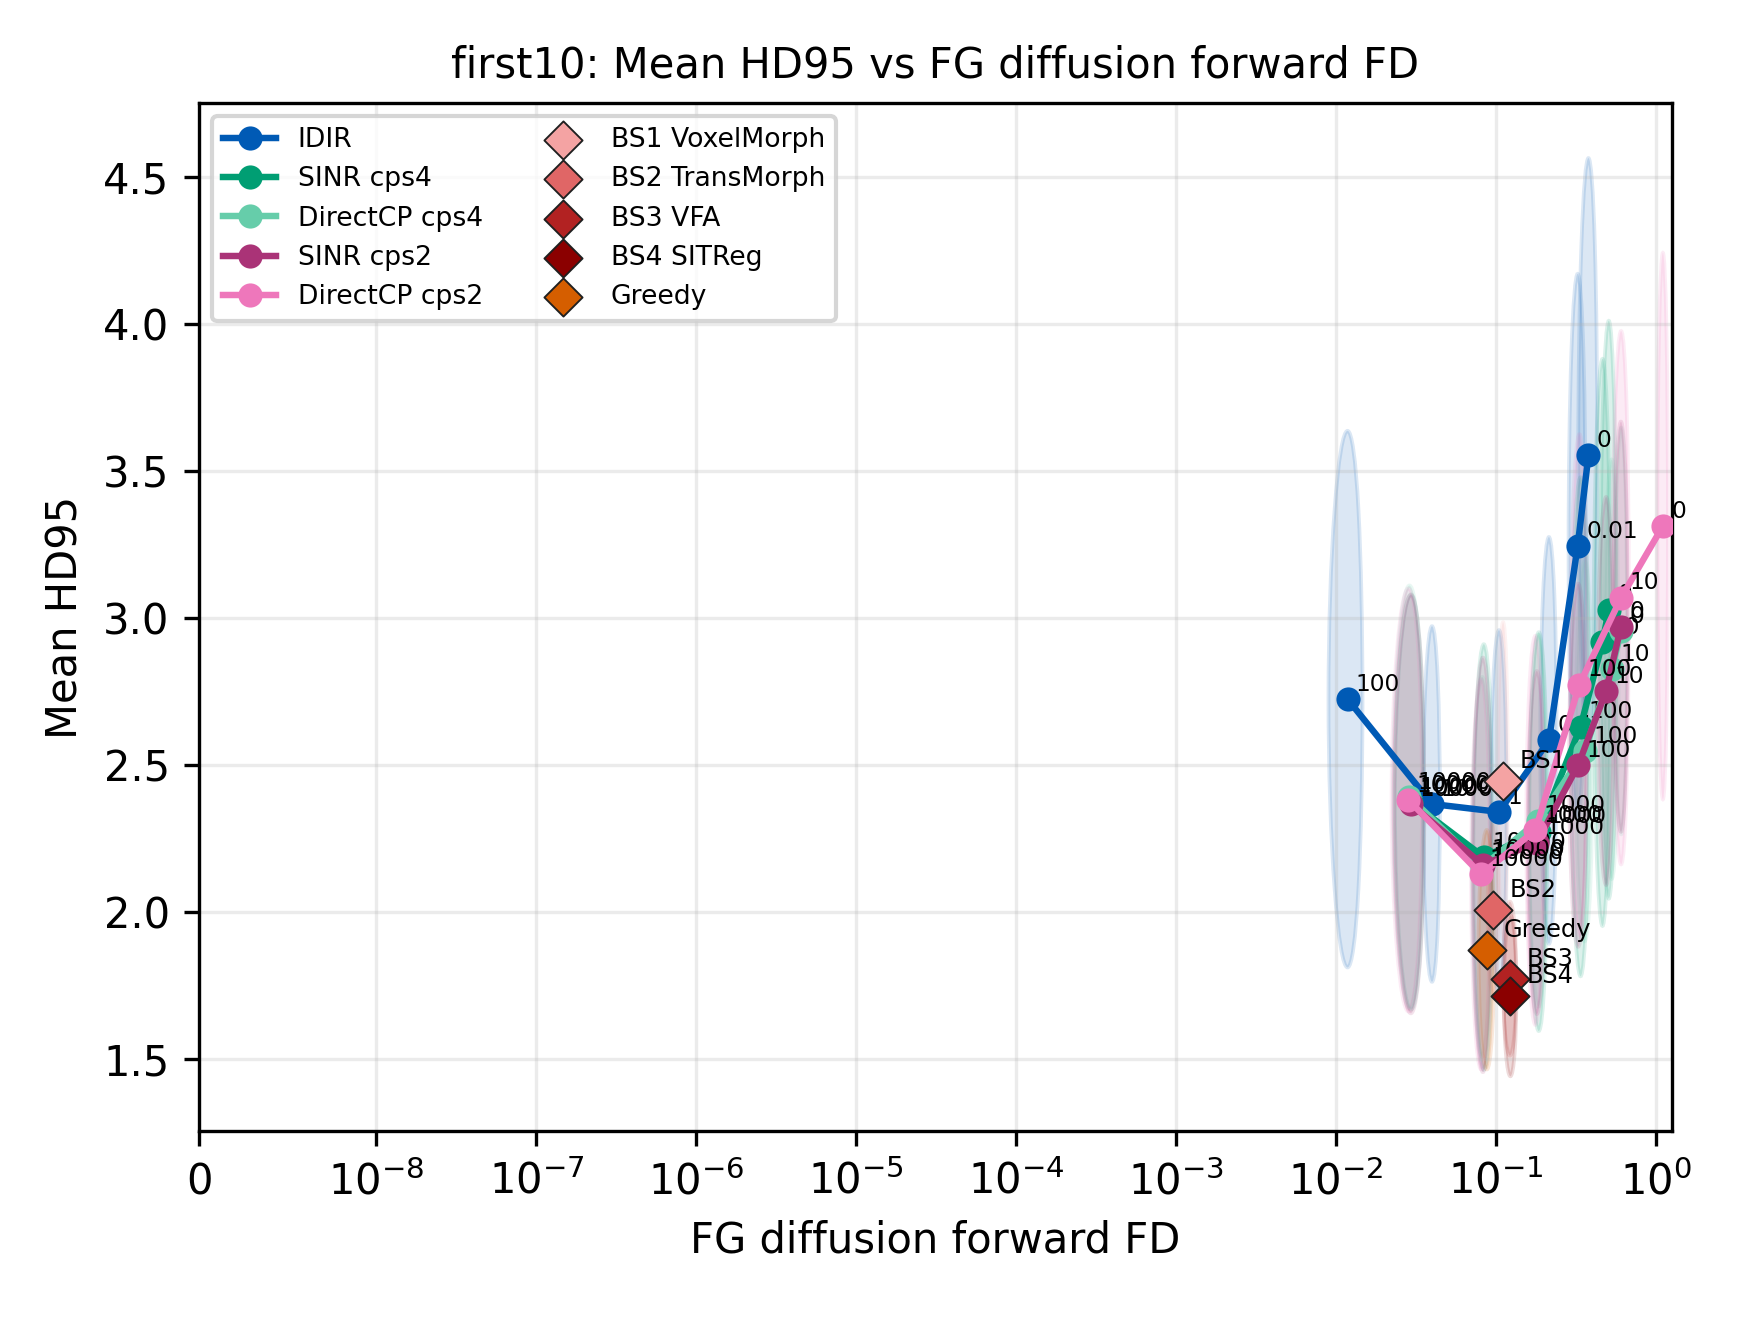 first10: Mean HD95 vs FG diffusion forward FD
IDIR
SINR cps4
DirectCP cps4
SINR cps2
DirectCP cps2
BS1 VoxelMorph
BS2 TransMorph
BS3 VFA
BS4 SITReg
Greedy
Mean HD95
4.5
4.0
3.5
3.0
2.5
2.0
1.5
0
0.01
0
10
0
10
10
100
100
100
100
100
BS1
1
1000
1000
10000
BS2
Greedy
BS3
BS4
0
10⁻⁸
10⁻⁷
10⁻⁶
10⁻⁵
10⁻⁴
10⁻³
10⁻²
10⁻¹
10⁰
FG diffusion forward FD